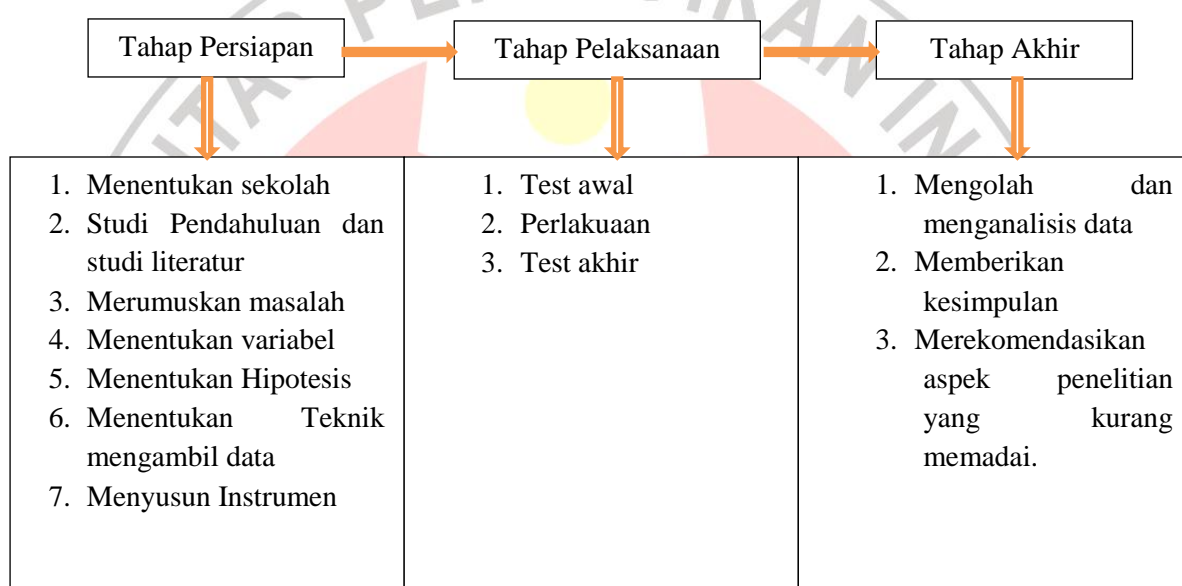 Tahap Persiapan
Tahap Pelaksanaan
Tahap Akhir
1. Menentukan sekolah
2. Studi Pendahuluan dan
studi literatur
3. Merumuskan masalah
4. Menentukan variabel
5. Menentukan Hipotesis
6. Menentukan Teknik
mengambil data
7. Menyusun Instrumen
1. Test awal
2. Perlakuaan
3. Test akhir
1. Mengolah dan
menganalisis data
2. Memberikan
kesimpulan
3. Merekomendasikan
aspek penelitian
yang kurang
memadai.